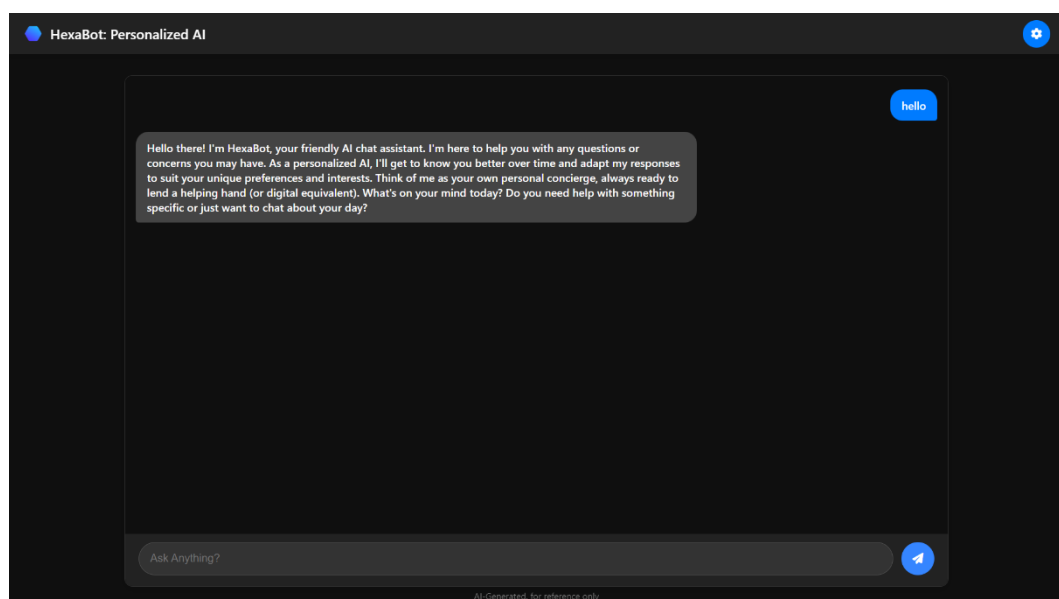 HexaBot: Personalized AI
hello
Hello there! I'm HexaBot, your friendly AI chat assistant. I'm here to help you with any questions or
concerns you may have. As a personalized AI, I'll get to know you better over time and adapt my responses
to suit your unique preferences and interests. Think of me as your own personal concierge, always ready to
lend a helping hand (or digital equivalent). What's on your mind today? Do you need help with something
specific or just want to chat about your day?
Ask Anything?
AI-Generated, for reference only